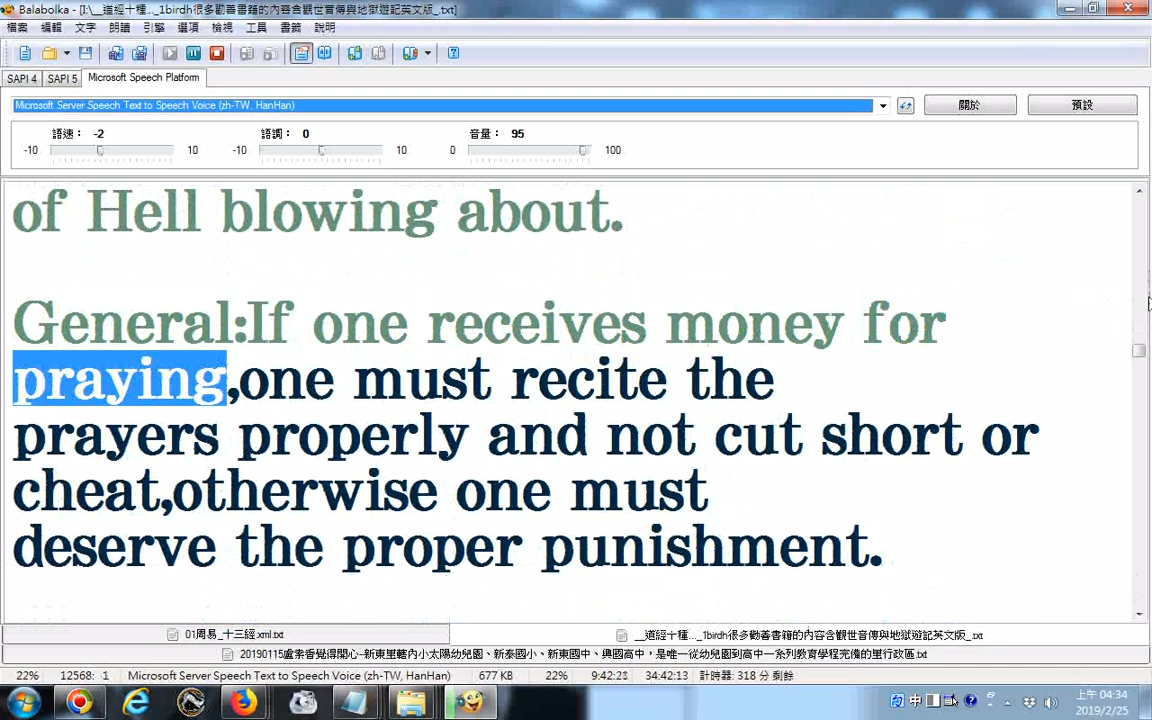 Balabolka - [I:\__道經十種..._1birdh很多勸善書籍的內容含觀世音傳與地獄遊記英文版_.txt]
檔案 編輯 文字 朗讀 引擎 選項 檢視 工具 書籤 說明
SAPI 4 SAPI 5 Microsoft Speech Platform
Microsoft Server Speech Text to Speech Voice (zh-TW, HanHan) 關於 預設
語速： -2 語調： 0 音量： 95
-10 10 -10 10 0 100
of Hell blowing about.
General:If one receives money for
praying,one must recite the
prayers properly and not cut short or
cheat,otherwise one must
deserve the proper punishment.
01周易_十三經.xml.txt __道經十種..._1birdh很多勸善書籍的內容含觀世音傳與地獄遊記英文版_.txt
20190115盧素香覺得開心-新東里轄內小太陽幼兒園、新泰國小、新東國中、興國高中，是唯一從幼兒園到高中一系列教育學程完備的里行政區.txt
22% 12568: 1 Microsoft Server Speech Text to Speech Voice (zh-TW, HanHan) 677 KB 22% 9:42:21 34:42:13 計時器: 318 分 剩餘
中
上午 04:34
2019/2/25